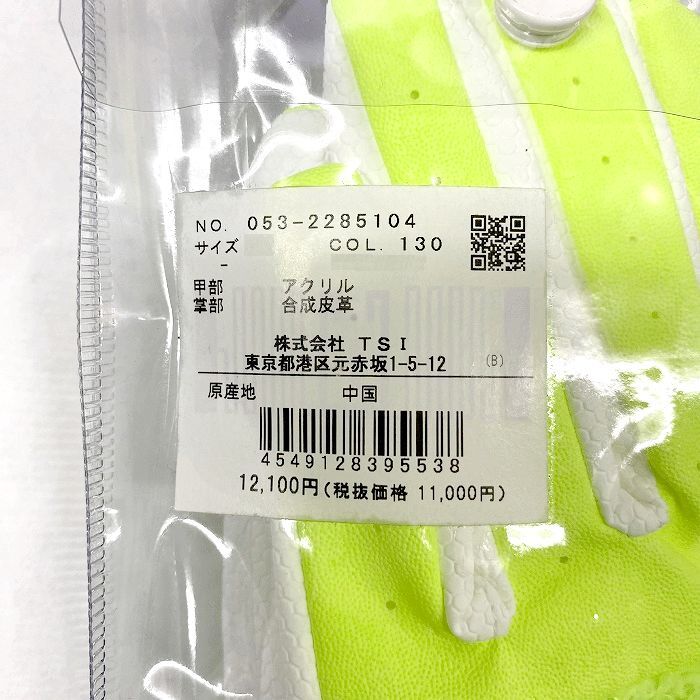 NO. 053-2285104
サイズ COL. 130
-
甲部 アクリル
掌部 合成皮革
株式会社 TSI
東京都港区元赤坂1-5-12 (B)
原産地 中国
4549128395538
12,100円(税抜価格 11,000円)